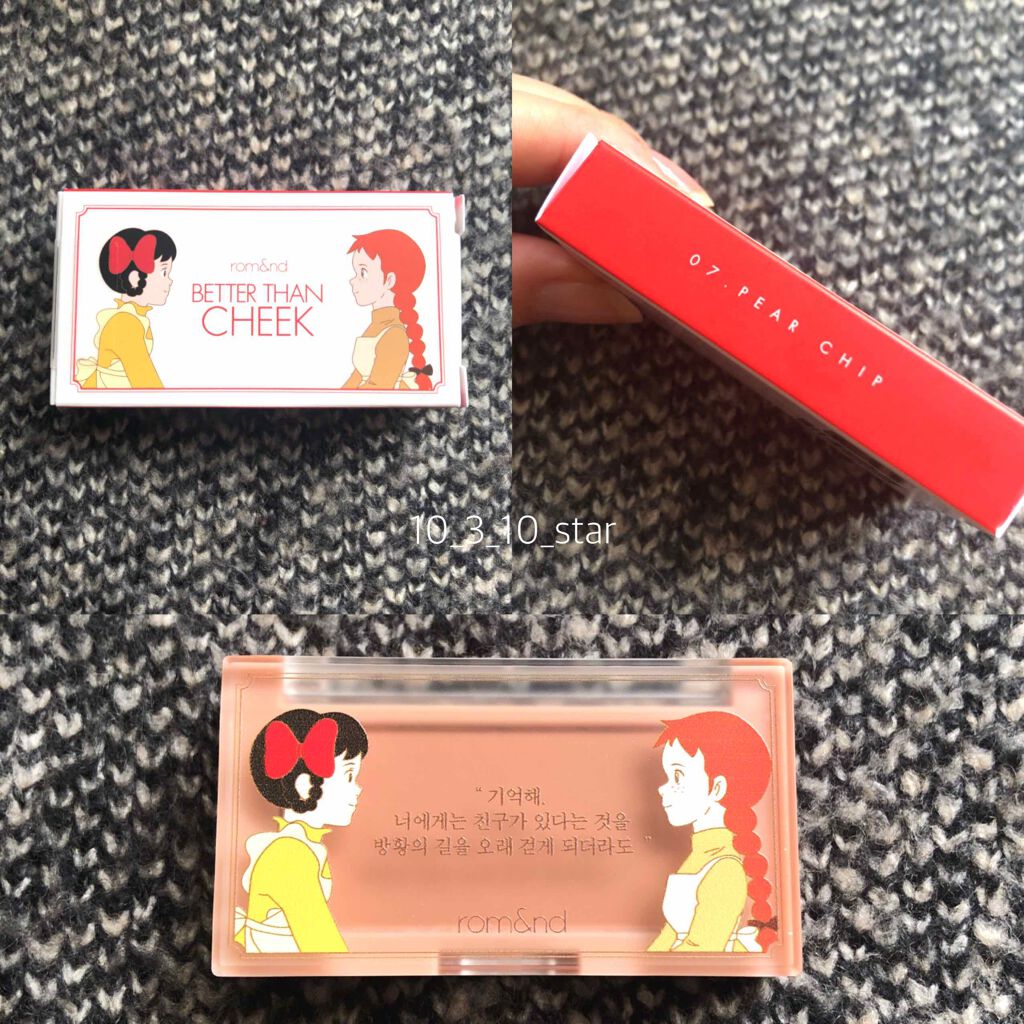 rom&nd
BETTER THAN
CHEEK
07. PEAR CHIP
10_3_10_star
“ 기억해.
너에게는 친구가 있다는 것을
방황의 길을 오래 걷게 되더라도 ”
rom&nd